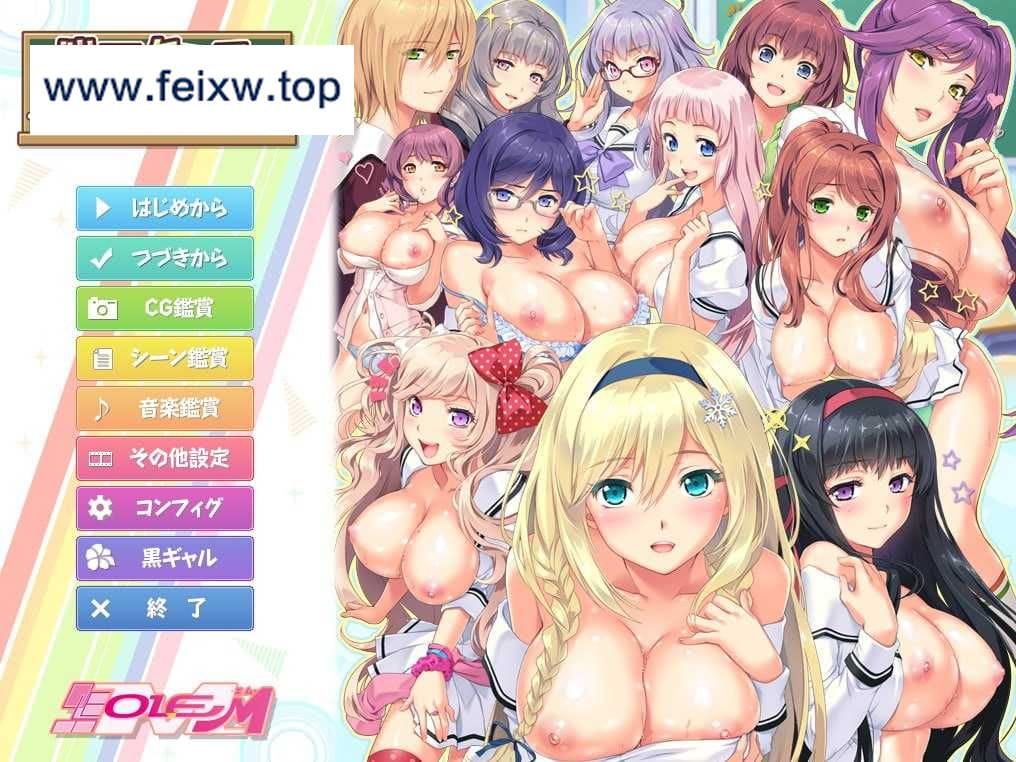 www.feixw.top
はじめから
つづきから
CG鑑賞
シーン鑑賞
音楽鑑賞
その他設定
コンフィグ
黒ギャル
終 了